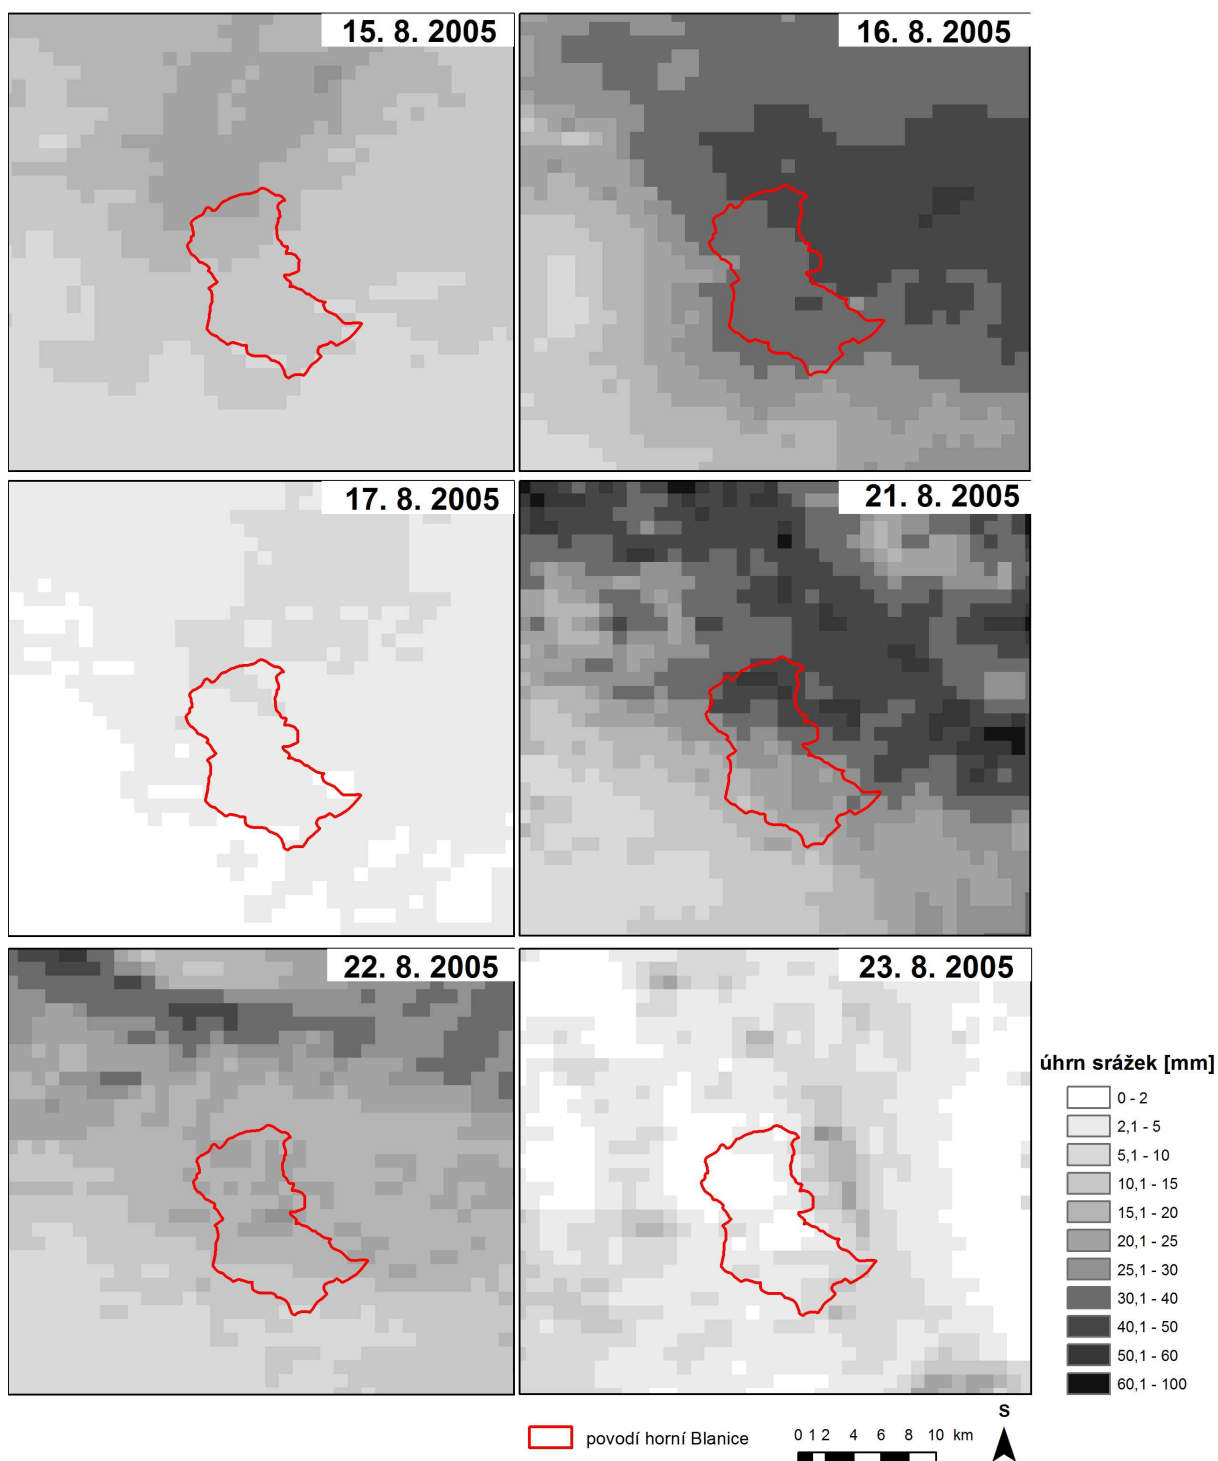 15. 8. 2005
16. 8. 2005
17. 8. 2005
21. 8. 2005
22. 8. 2005
23. 8. 2005
úhrn srážek [mm]
0 - 2
2,1 - 5
5,1 - 10
10,1 - 15
15,1 - 20
20,1 - 25
25,1 - 30
30,1 - 40
40,1 - 50
50,1 - 60
60,1 - 100
S
povodí horní Blanice
0 1 2 4 6 8 10 km